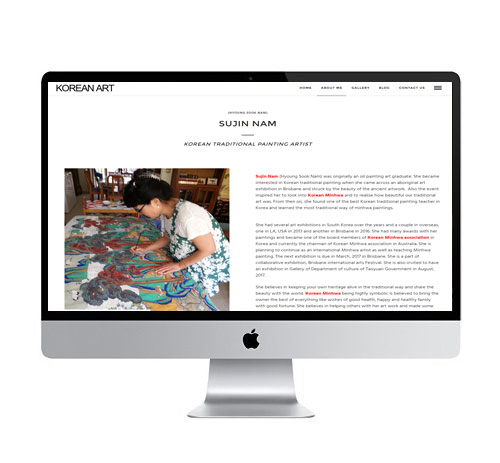 KOREAN ART
HOME ABOUT ME GALLERY BLOG CONTACT US
(HYOUNG SOOK NAM)
SUJIN NAM
KOREAN TRADITIONAL PAINTING ARTIST
Sujin Nam (Hyoung Sook Nam) was originally an oil painting art graduate. She became
interested in Korean traditional painting when she came across an aboriginal art
exhibition in Brisbane and struck by the beauty of the ancient artwork. Also the event
inspired her to look into Korean Minhwa and to realise how beautiful our traditional
art was. From then on, she found one of the best Korean traditional painting teacher in
Korea and learned the most traditional way of minhwa paintings.
She had several art exhibitions in South Korea over the years and a couple in overseas,
one in LA, USA in 2013 and another in Brisbane in 2016. She had many awards with her
paintings and became one of the board members of Korean Minhwa association in
Korea and currently the chairman of Korean Minhwa association in Australia. She is
planning to continue as an international Minhwa artist as well as teaching Minhwa
painting. The next exhibition is due in March, 2017 in Brisbane. She is a part of
collaborative exhibition, Brisbane international arts Festival. She is also invited to have
an exhibition in Gallery of Department of culture of Taoyuan Government in August,
2017.
She believes in keeping your own heritage alive in the traditional way and share the
beauty with the world. Korean Minhwa being highly symbolic is believed to bring the
owner the best of everything like wishes of good health, happy and healthy family
with good fortune. She believes in helping others with her art work and made some